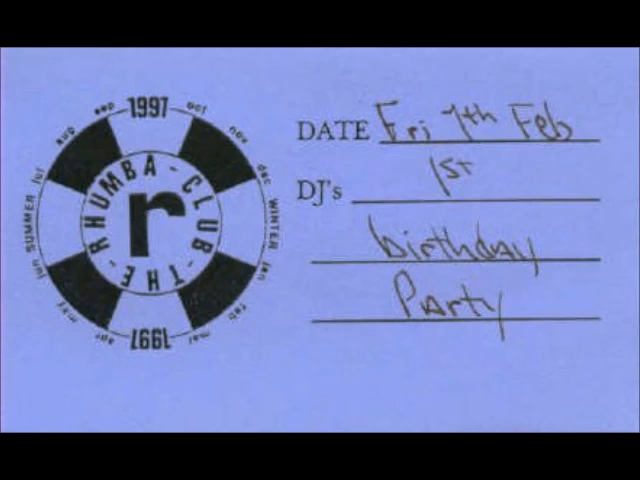 1997
sep
oct
aug
nov
jul
dec
SUMMER
WINTER
jun
jan
may
feb
apr
mar
1997
THE-RHUMBA-CLUB-
r
DATE Fri 7th Feb
DJ's 1ST
birthday
Party